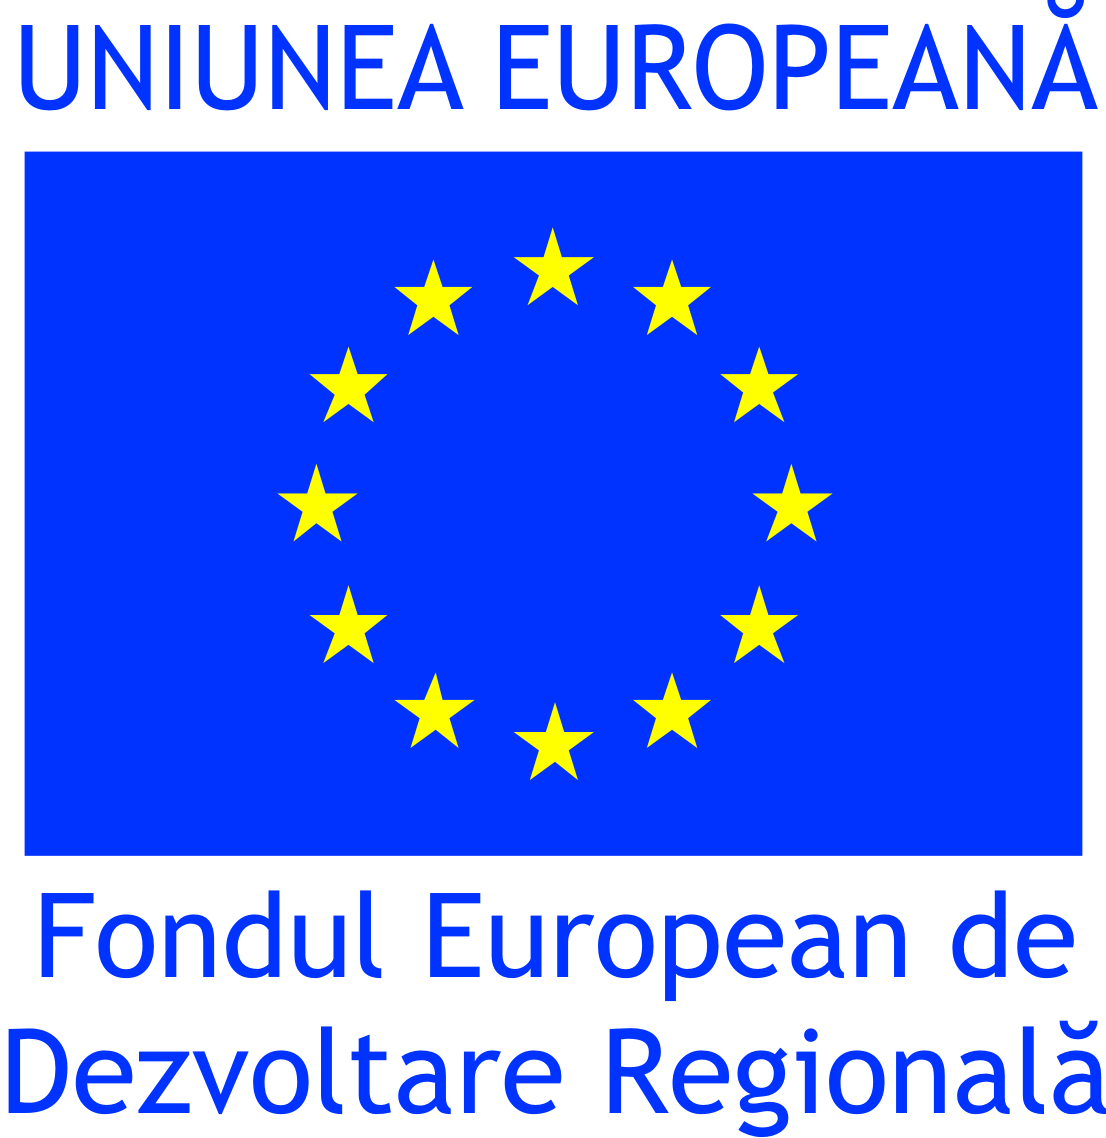 UNIUNEA EUROPEANĂ
Fondul European de
Dezvoltare Regională